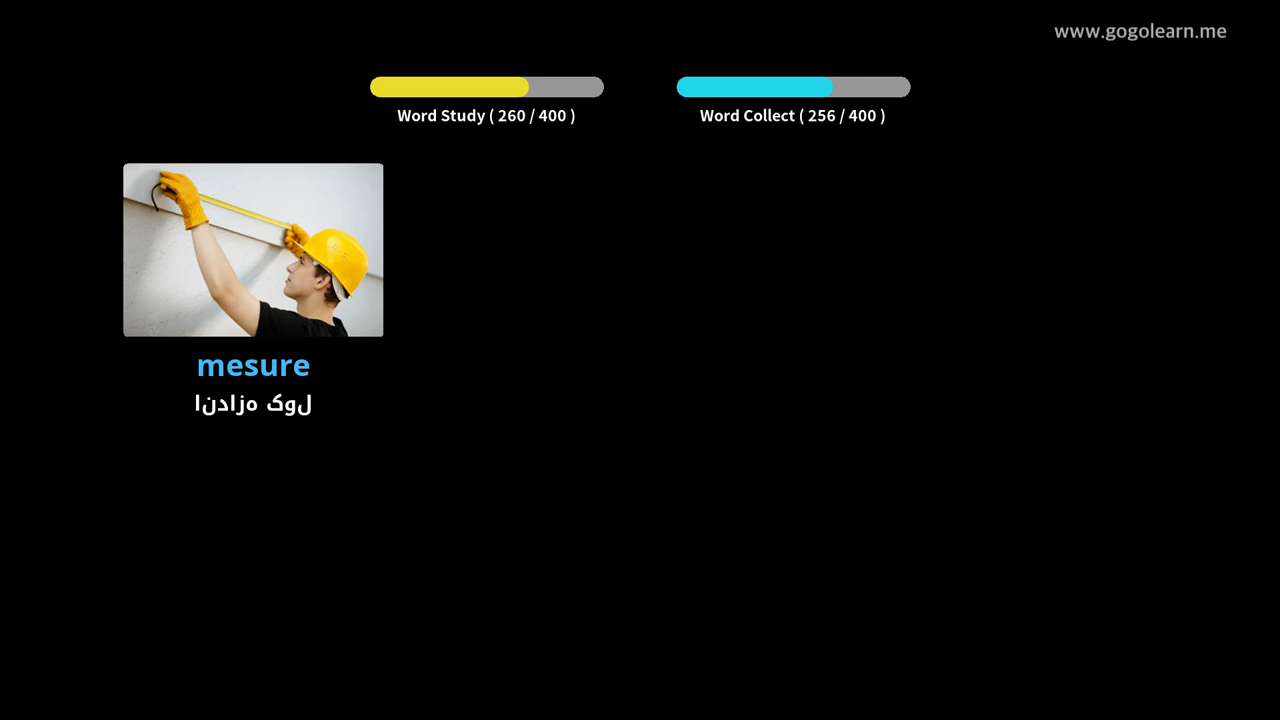 www.gogolearn.me
Word Study ( 260 / 400 )
Word Collect ( 256 / 400 )
mesure
اندازه کول